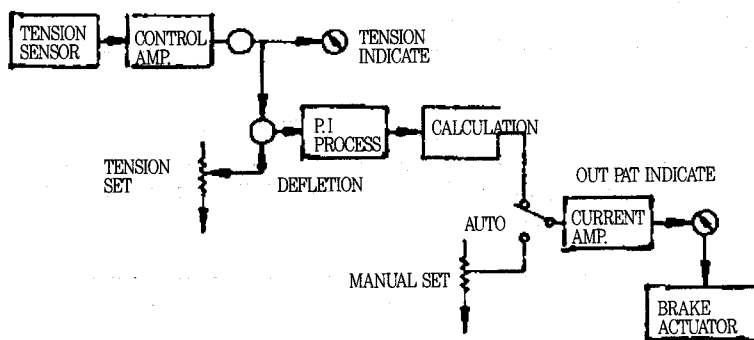 TENSION
SENSOR
CONTROL
AMP.
TENSION
INDICATE
P.I
PROCESS
CALCULATION
TENSION
SET
DEFLETION
OUT PAT INDICATE
AUTO
CURRENT
AMP.
MANUAL SET
BRAKE
ACTUATOR